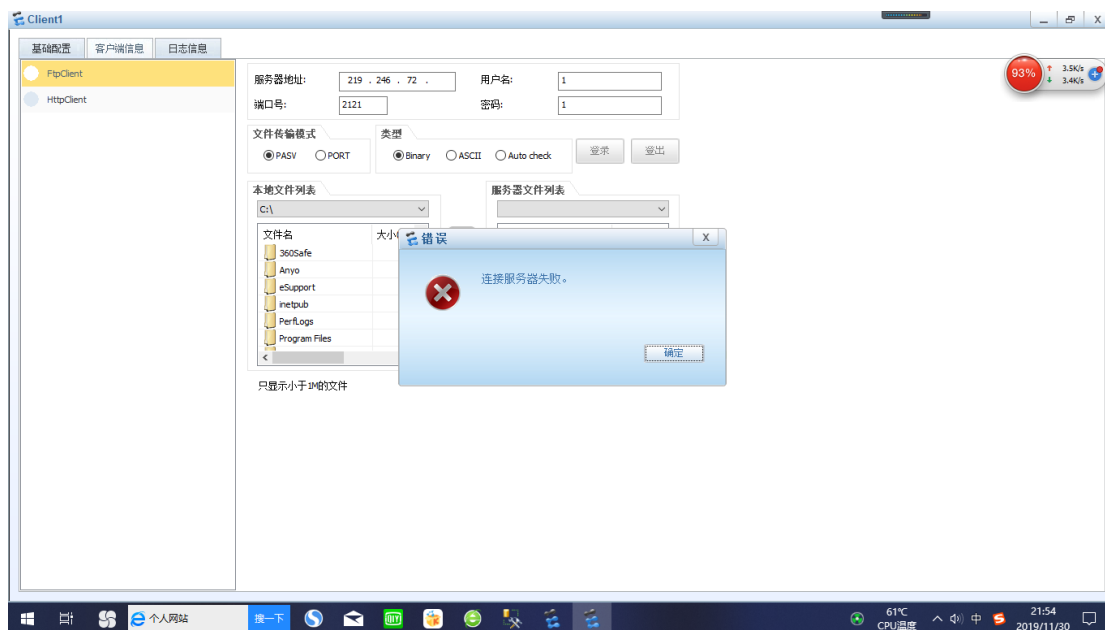 Client1
基础配置 客户端信息 日志信息
FtpClient
HttpClient
服务器地址: 219 . 246 . 72 . 用户名: 1
端口号: 2121 密码: 1
文件传输模式 类型
PASV PORT Binary ASCII Auto check 登录 登出
本地文件列表 服务器文件列表
C:\
文件名 大小
360Safe
Anyo
eSupport
inetpub
PerfLogs
Program Files
只显示小于1M的文件
错误 X
连接服务器失败。
确定
93% 3.5K/s
3.4K/s
个人网站 搜一下
61℃
CPU温度
中
21:54
2019/11/30